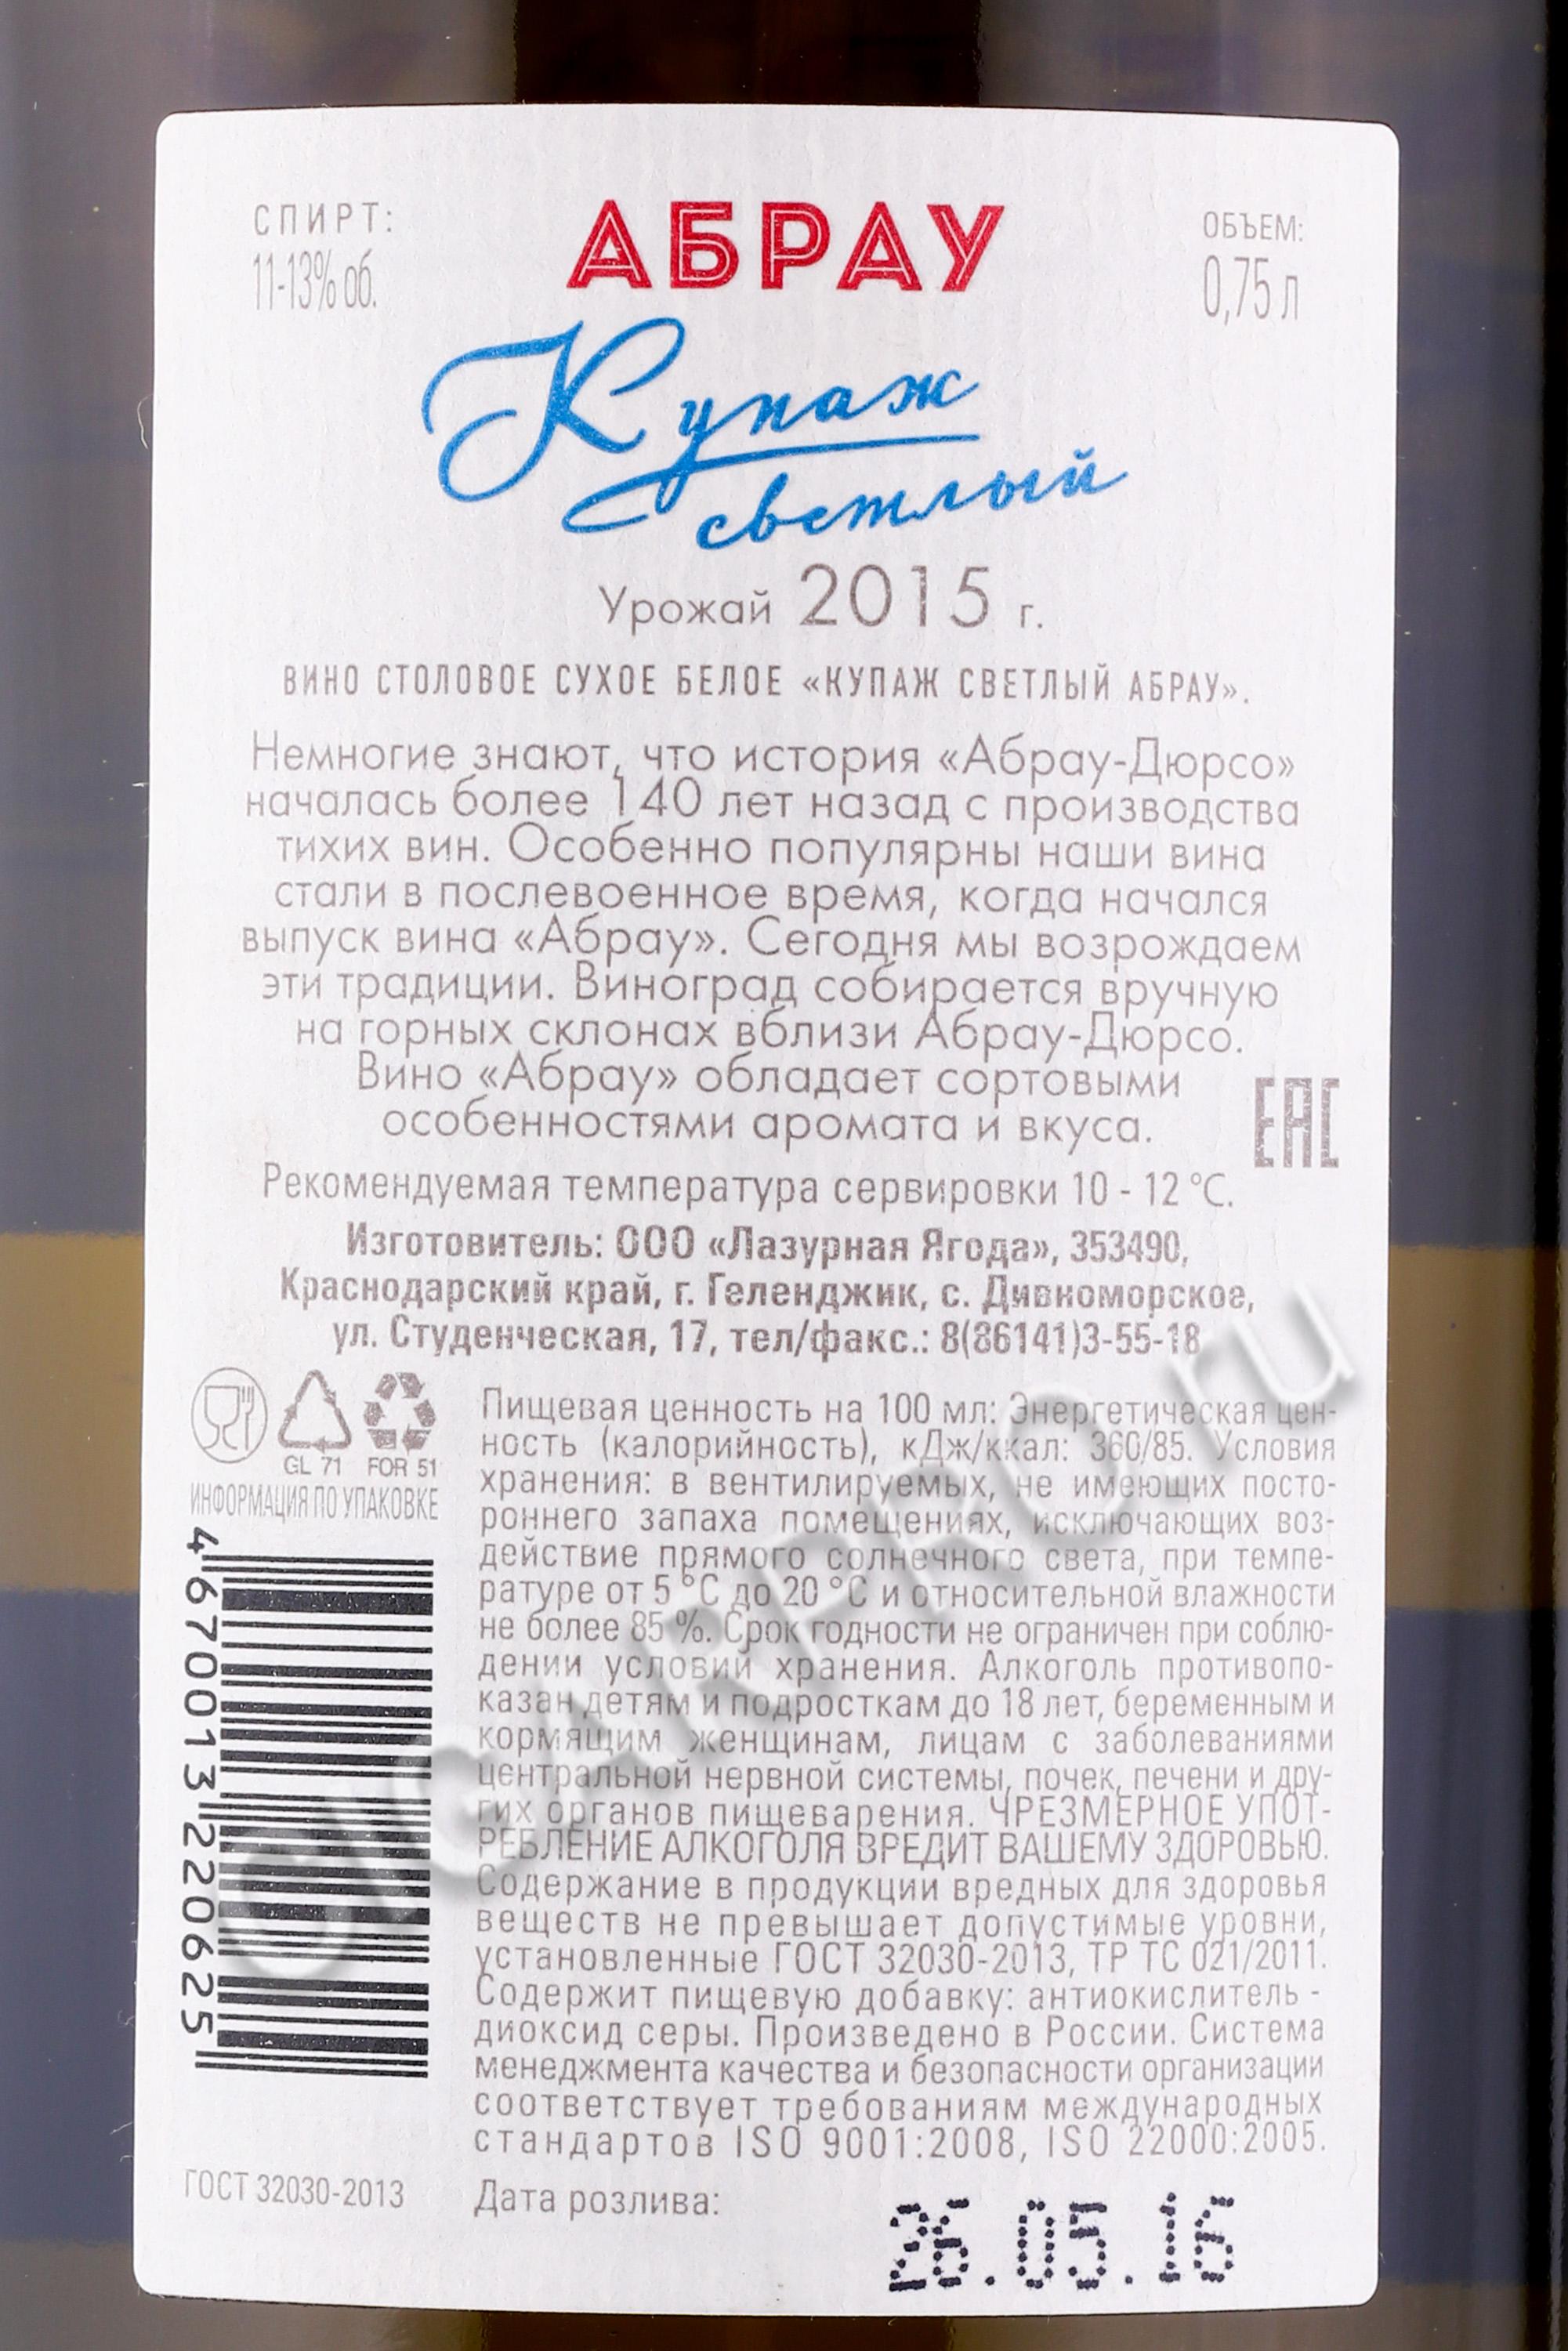 СПИРТ:
11-13% об.
АБРАУ
ОБЪЕМ:
0,75 л
Купаж
светлый
Урожай 2015 г.
ВИНО СТОЛОВОЕ СУХОЕ БЕЛОЕ «КУПАЖ СВЕТЛЫЙ АБРАУ».
Немногие знают, что история «Абрау-Дюрсо»
началась более 140 лет назад с производства
тихих вин. Особенно популярны наши вина
стали в послевоенное время, когда начался
выпуск вина «Абрау». Сегодня мы возрождаем
эти традиции. Виноград собирается вручную
на горных склонах вблизи Абрау-Дюрсо.
Вино «Абрау» обладает сортовыми
особенностями аромата и вкуса.
EAC
Рекомендуемая температура сервировки 10 - 12 °С.
Изготовитель: ООО «Лазурная Ягода», 353490,
Краснодарский край, г. Геленджик, с. Дивноморское,
ул. Студенческая, 17, тел/факс.: 8(86141)3-55-18
GL 71 FOR 51
ИНФОРМАЦИЯ ПО УПАКОВКЕ
4 670013 220625
Пищевая ценность на 100 мл: Энергетическая цен-
ность (калорийность), кДж/ккал: 360/85. Условия
хранения: в вентилируемых, не имеющих посто-
роннего запаха помещениях, исключающих воз-
действие прямого солнечного света, при темпе-
ратуре от 5 °С до 20 °С и относительной влажности
не более 85 %. Срок годности не ограничен при соблю-
дении условий хранения. Алкоголь противопо-
казан детям и подросткам до 18 лет, беременным и
кормящим женщинам, лицам с заболеваниями
центральной нервной системы, почек, печени и дру-
гих органов пищеварения. ЧРЕЗМЕРНОЕ УПОТ-
РЕБЛЕНИЕ АЛКОГОЛЯ ВРЕДИТ ВАШЕМУ ЗДОРОВЬЮ.
Содержание в продукции вредных для здоровья
веществ не превышает допустимые уровни,
установленные ГОСТ 32030-2013, ТР ТС 021/2011.
Содержит пищевую добавку: антиокислитель -
диоксид серы. Произведено в России. Система
менеджмента качества и безопасности организации
соответствует требованиям международных
стандартов ISO 9001:2008, ISO 22000:2005.
ГОСТ 32030-2013
Дата розлива:
26.05.16